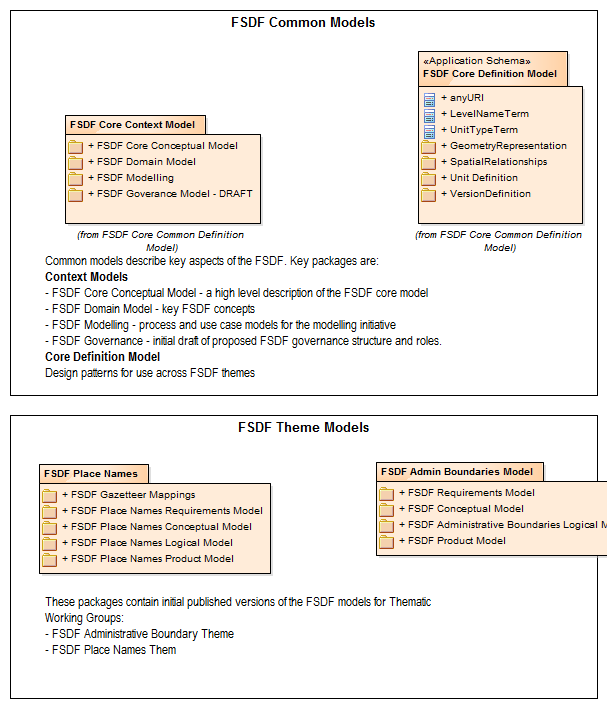 FSDF Common Models
«Application Schema»
FSDF Core Definition Model
+ anyURI
+ LevelNameTerm
+ UnitTypeTerm
+ GeometryRepresentation
+ SpatialRelationships
+ Unit Definition
+ VersionDefinition
(from FSDF Core Common Definition
Model)
FSDF Core Context Model
+ FSDF Core Conceptual Model
+ FSDF Domain Model
+ FSDF Modelling
+ FSDF Goverance Model - DRAFT
(from FSDF Core Common Definition
Model)
Common models describe key aspects of the FSDF. Key packages are:
Context Models
- FSDF Core Conceptual Model - a high level description of the FSDF core model
- FSDF Domain Model - key FSDF concepts
- FSDF Modelling - process and use case models for the modelling initiative
- FSDF Governance - initial draft of proposed FSDF governance structure and roles.
Core Definition Model
Design patterns for use across FSDF themes
FSDF Theme Models
FSDF Place Names
+ FSDF Gazetteer Mappings
+ FSDF Place Names Requirements Model
+ FSDF Place Names Conceptual Model
+ FSDF Place Names Logical Model
+ FSDF Place Names Product Model
FSDF Admin Boundaries Model
+ FSDF Requirements Model
+ FSDF Conceptual Model
+ FSDF Administrative Boundaries Logical M
+ FSDF Product Model
These packages contain initial published versions of the FSDF models for Thematic
Working Groups:
- FSDF Administrative Boundary Theme
- FSDF Place Names Them